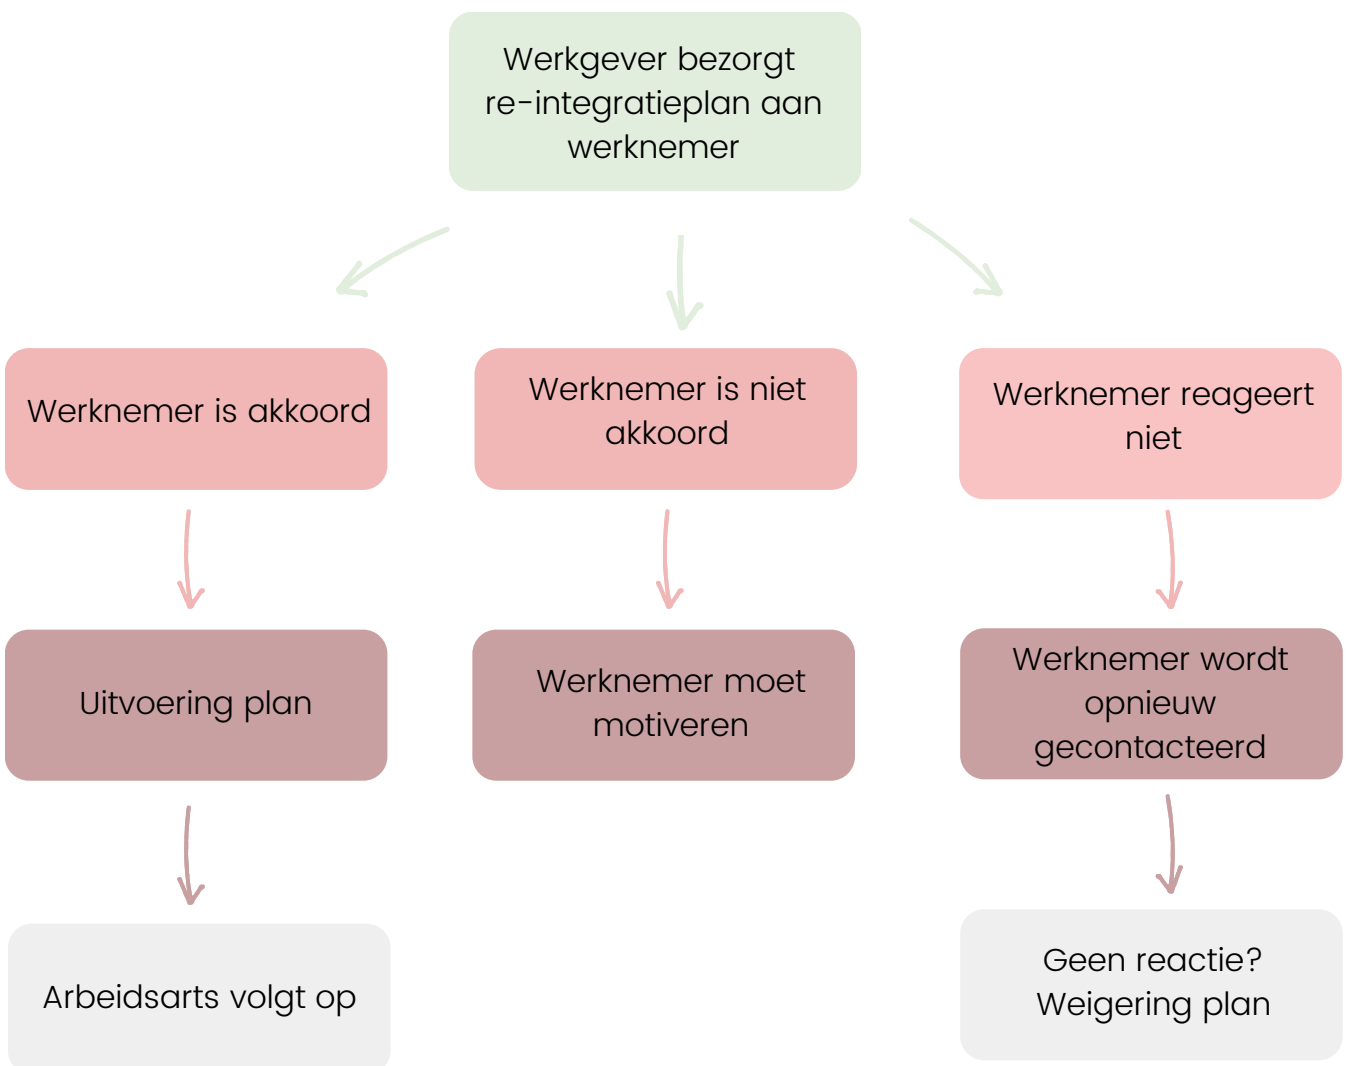 Werkgever bezorgt
re-integratieplan aan
werknemer
Werknemer is akkoord
Werknemer is niet
akkoord
Werknemer reageert
niet
Uitvoering plan
Werknemer moet
motiveren
Werknemer wordt
opnieuw
gecontacteerd
Arbeidsarts volgt op
Geen reactie?
Weigering plan